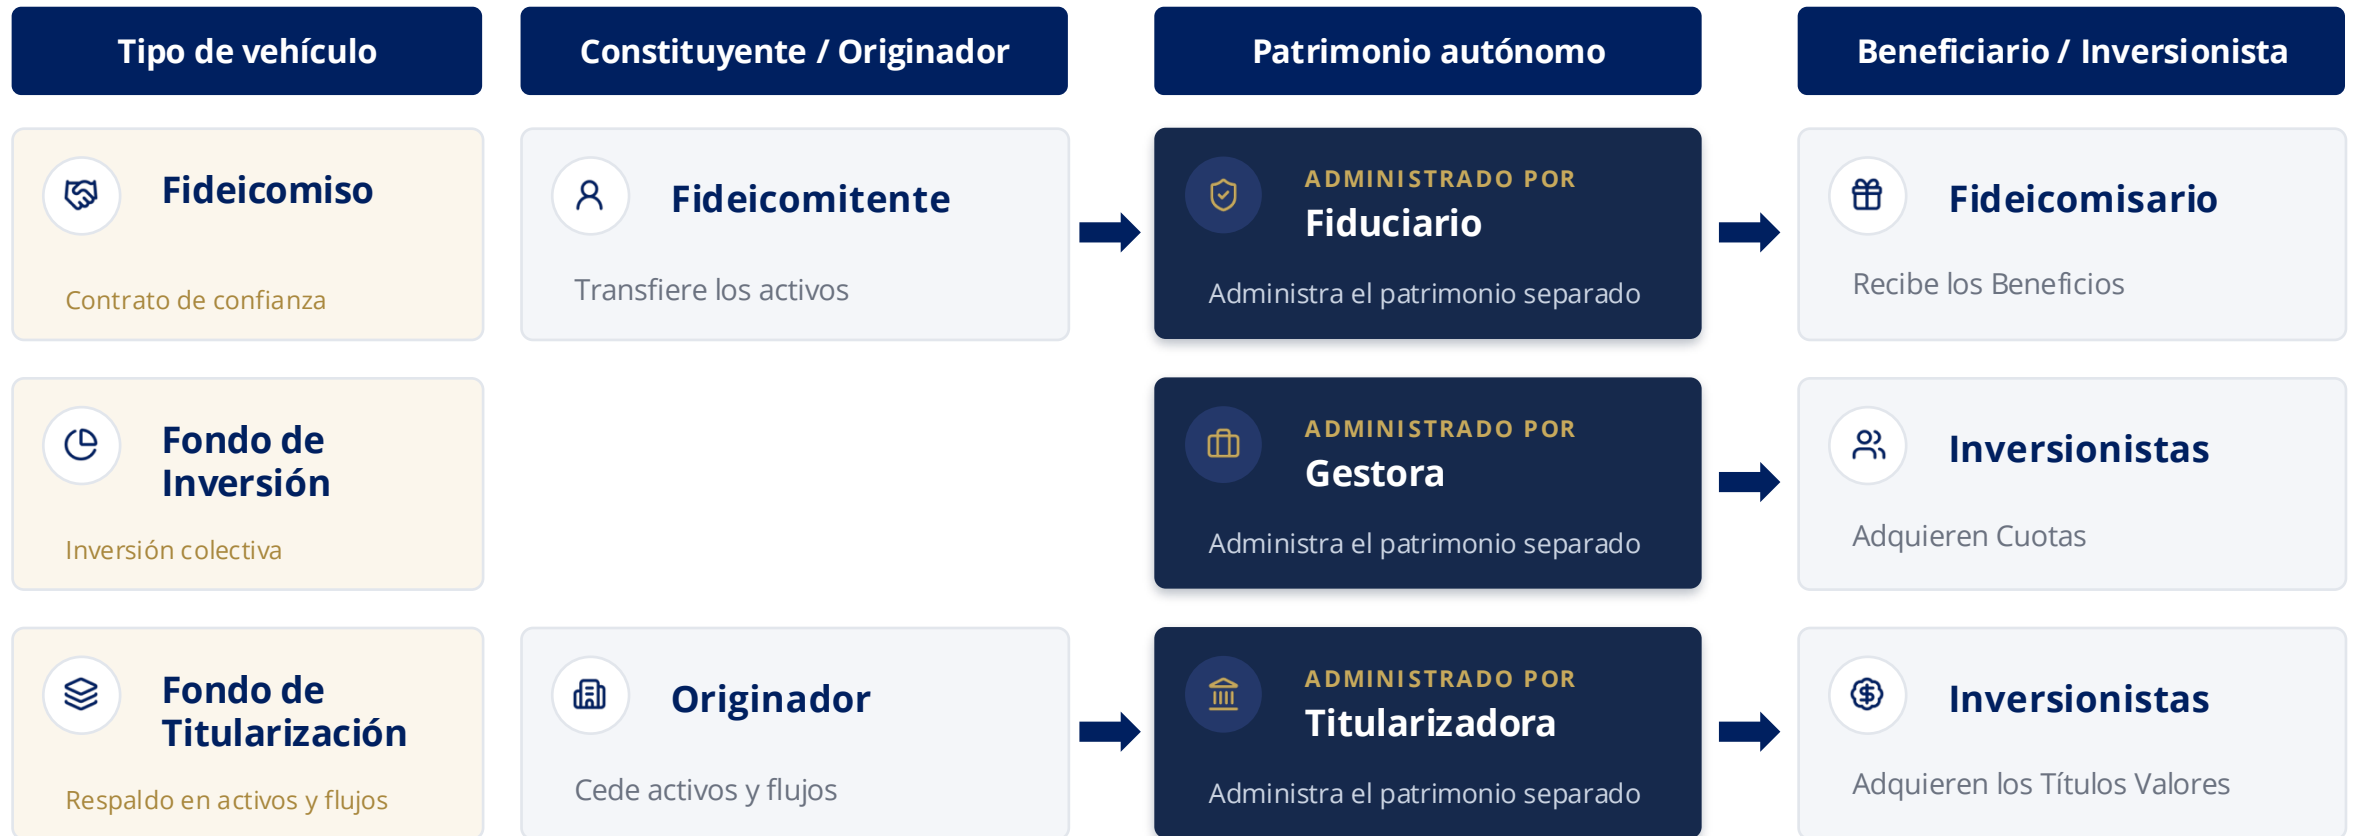 Tipo de vehículo
Constituyente / Originador
Patrimonio autónomo
Beneficiario / Inversionista
Fideicomiso
Contrato de confianza
Fideicomitente
Transfiere los activos
ADMINISTRADO POR
Fiduciario
Administra el patrimonio separado
Fideicomisario
Recibe los Beneficios
Fondo de
Inversión
Inversión colectiva
ADMINISTRADO POR
Gestora
Administra el patrimonio separado
Inversionistas
Adquieren Cuotas
Fondo de
Titularización
Respaldo en activos y flujos
Originador
Cede activos y flujos
ADMINISTRADO POR
Titularizadora
Administra el patrimonio separado
Inversionistas
Adquieren los Títulos Valores